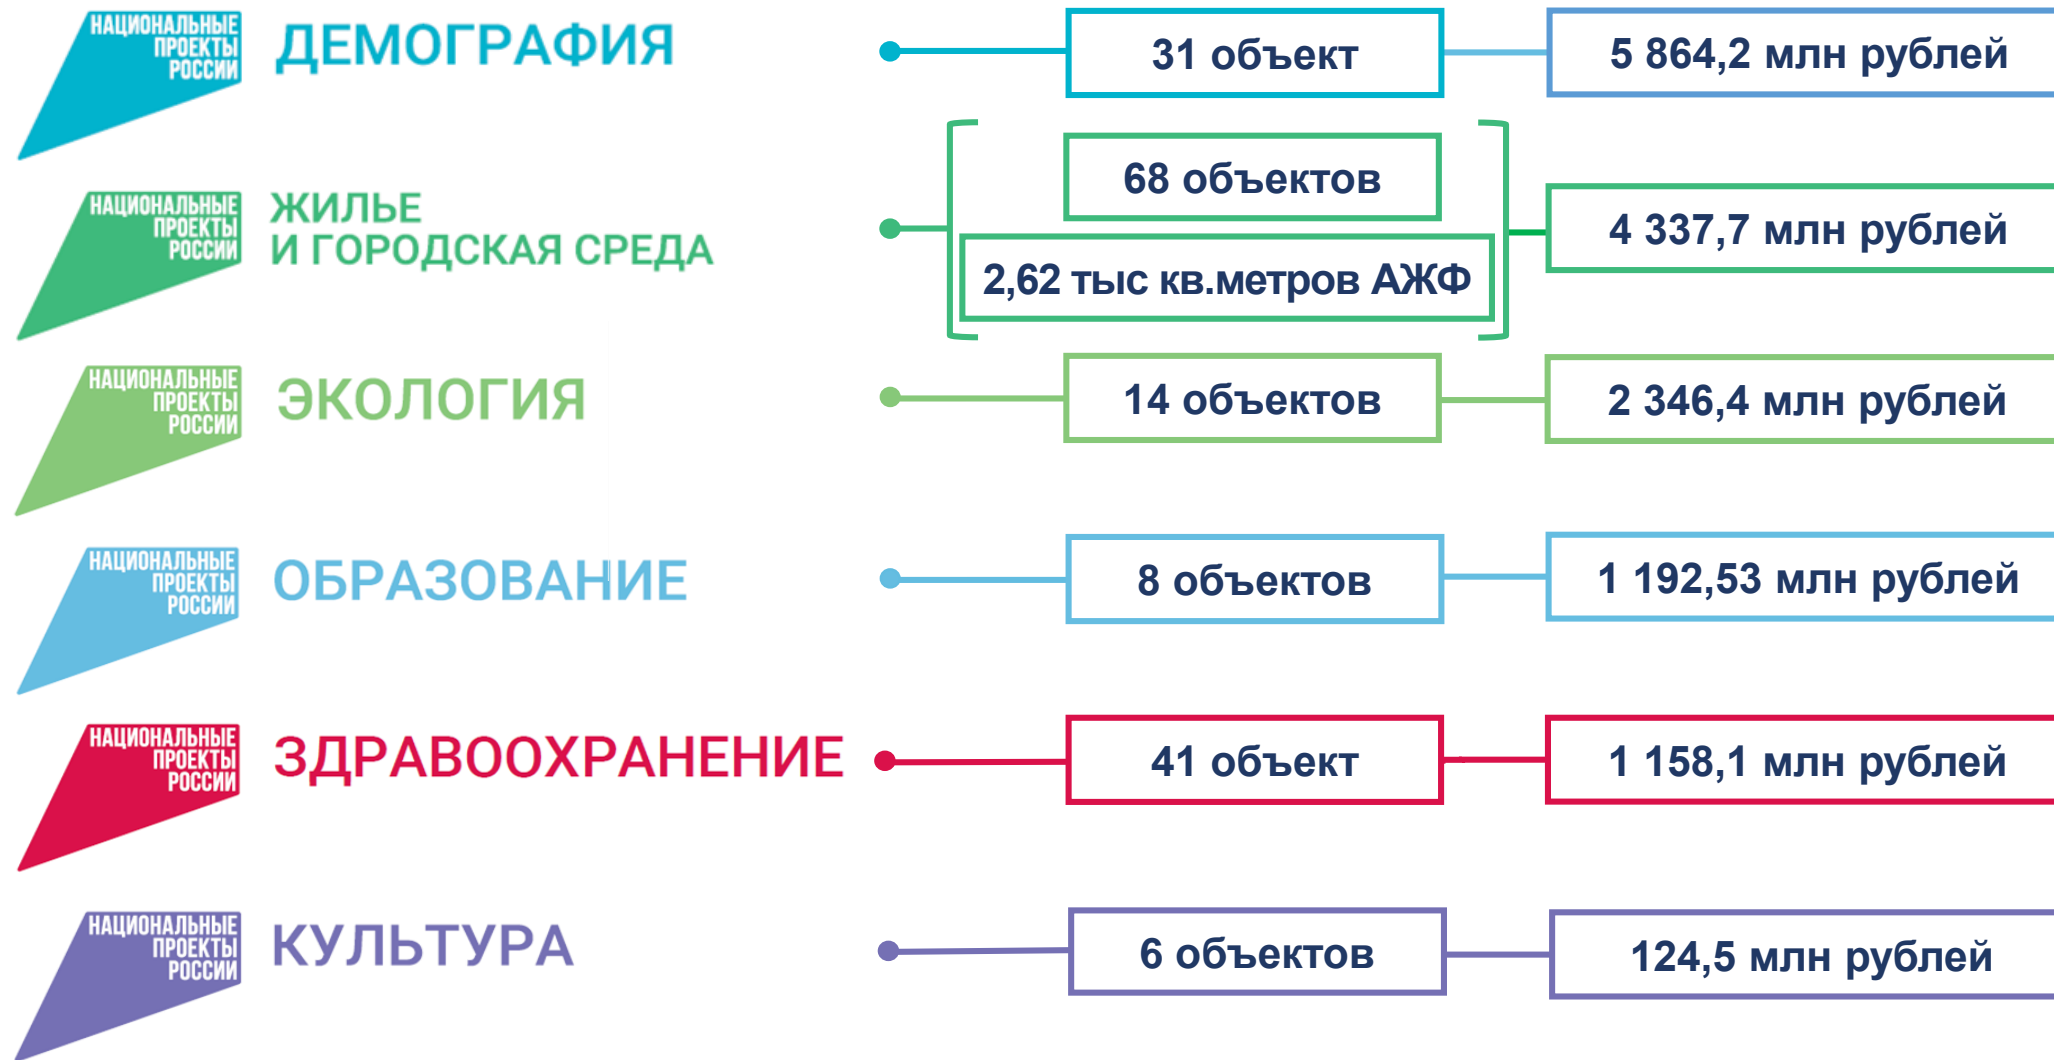 НАЦИОНАЛЬНЫЕ
ПРОЕКТЫ
РОССИИ
ДЕМОГРАФИЯ
31 объект
5 864,2 млн рублей
НАЦИОНАЛЬНЫЕ
ПРОЕКТЫ
РОССИИ
ЖИЛЬЕ
И ГОРОДСКАЯ СРЕДА
68 объектов
2,62 тыс кв.метров АЖФ
4 337,7 млн рублей
НАЦИОНАЛЬНЫЕ
ПРОЕКТЫ
РОССИИ
ЭКОЛОГИЯ
14 объектов
2 346,4 млн рублей
НАЦИОНАЛЬНЫЕ
ПРОЕКТЫ
РОССИИ
ОБРАЗОВАНИЕ
8 объектов
1 192,53 млн рублей
НАЦИОНАЛЬНЫЕ
ПРОЕКТЫ
РОССИИ
ЗДРАВООХРАНЕНИЕ
41 объект
1 158,1 млн рублей
НАЦИОНАЛЬНЫЕ
ПРОЕКТЫ
РОССИИ
КУЛЬТУРА
6 объектов
124,5 млн рублей